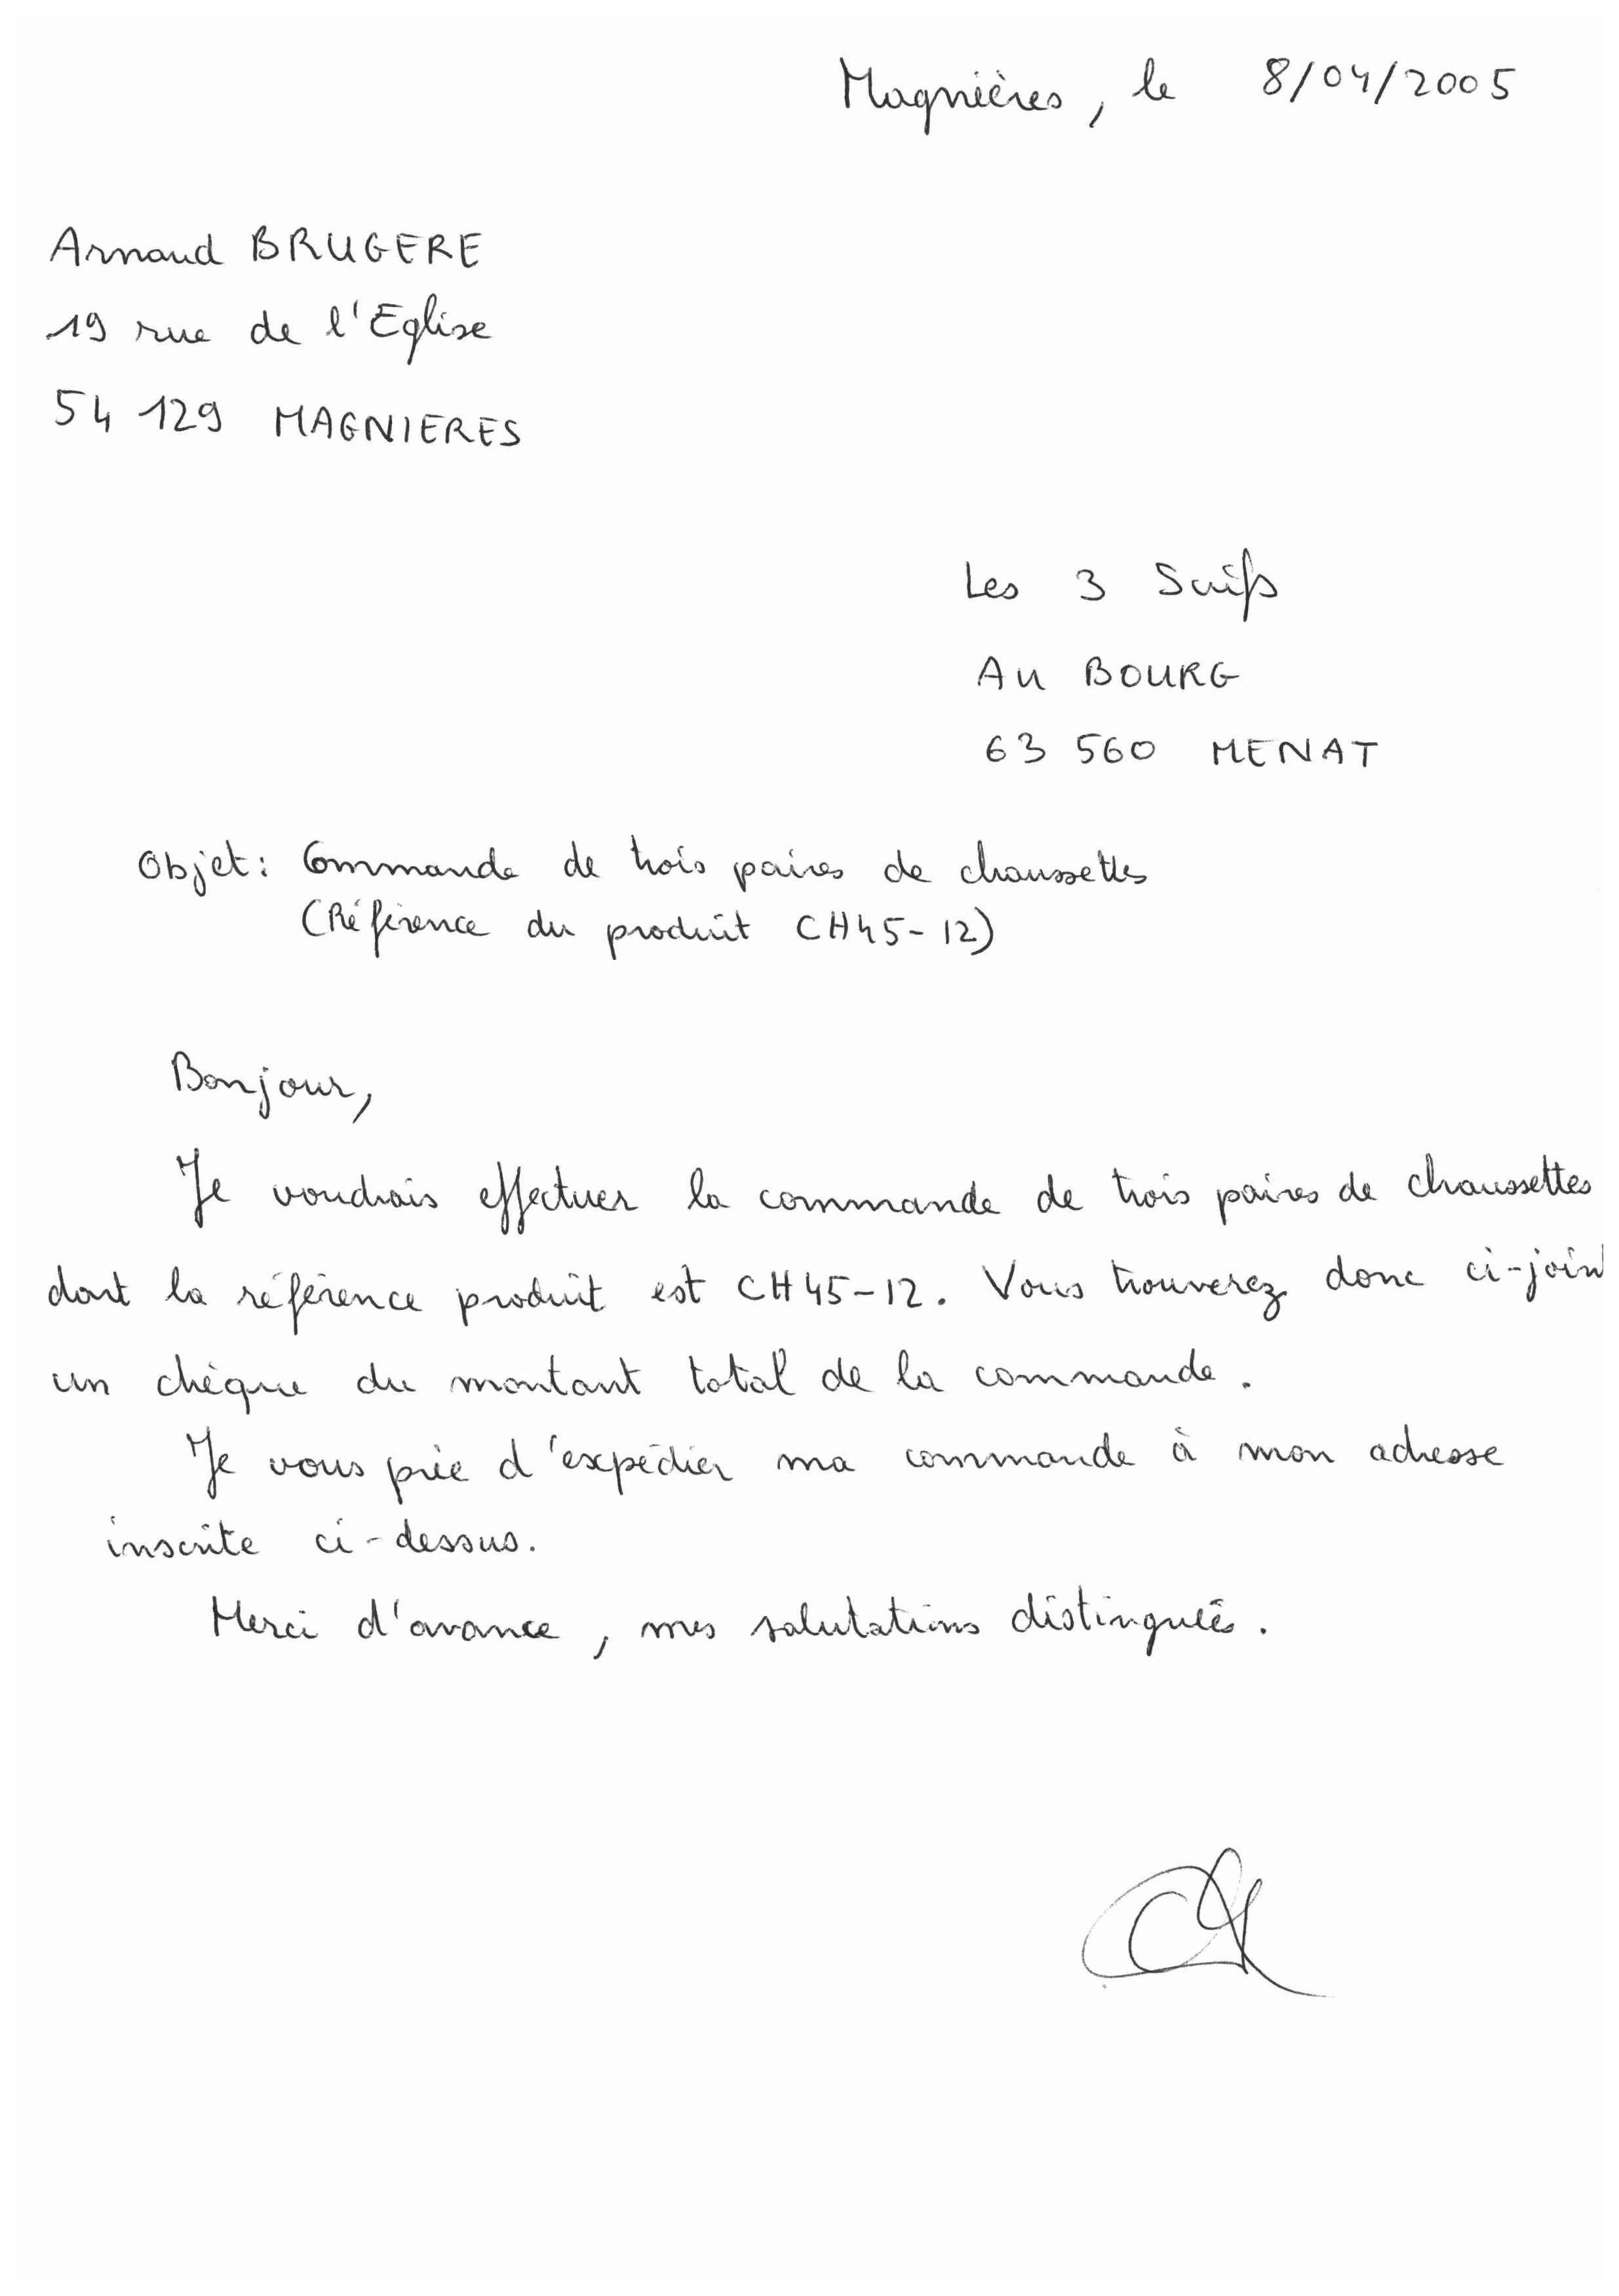 Magnières, le 8/04/2005
Arnaud BRUGERE
19 rue de l'Eglise
54 129 MAGNIERES
Les 3 Suifs
AU BOURG
63 560 MENAT
Objet: Commande de trois paires de chaussettes
(Référence du produit CH45-12)
Bonjour,
Je voudrais effectuer la commande de trois paires de chaussettes
dont la référence produit est CH45-12. Vous trouverez donc ci-join
un chèque du montant total de la commande.
Je vous prie d'expédier ma commande à mon adresse
inscrite ci-dessus.
Merci d'avance, mes salutations distinguées.